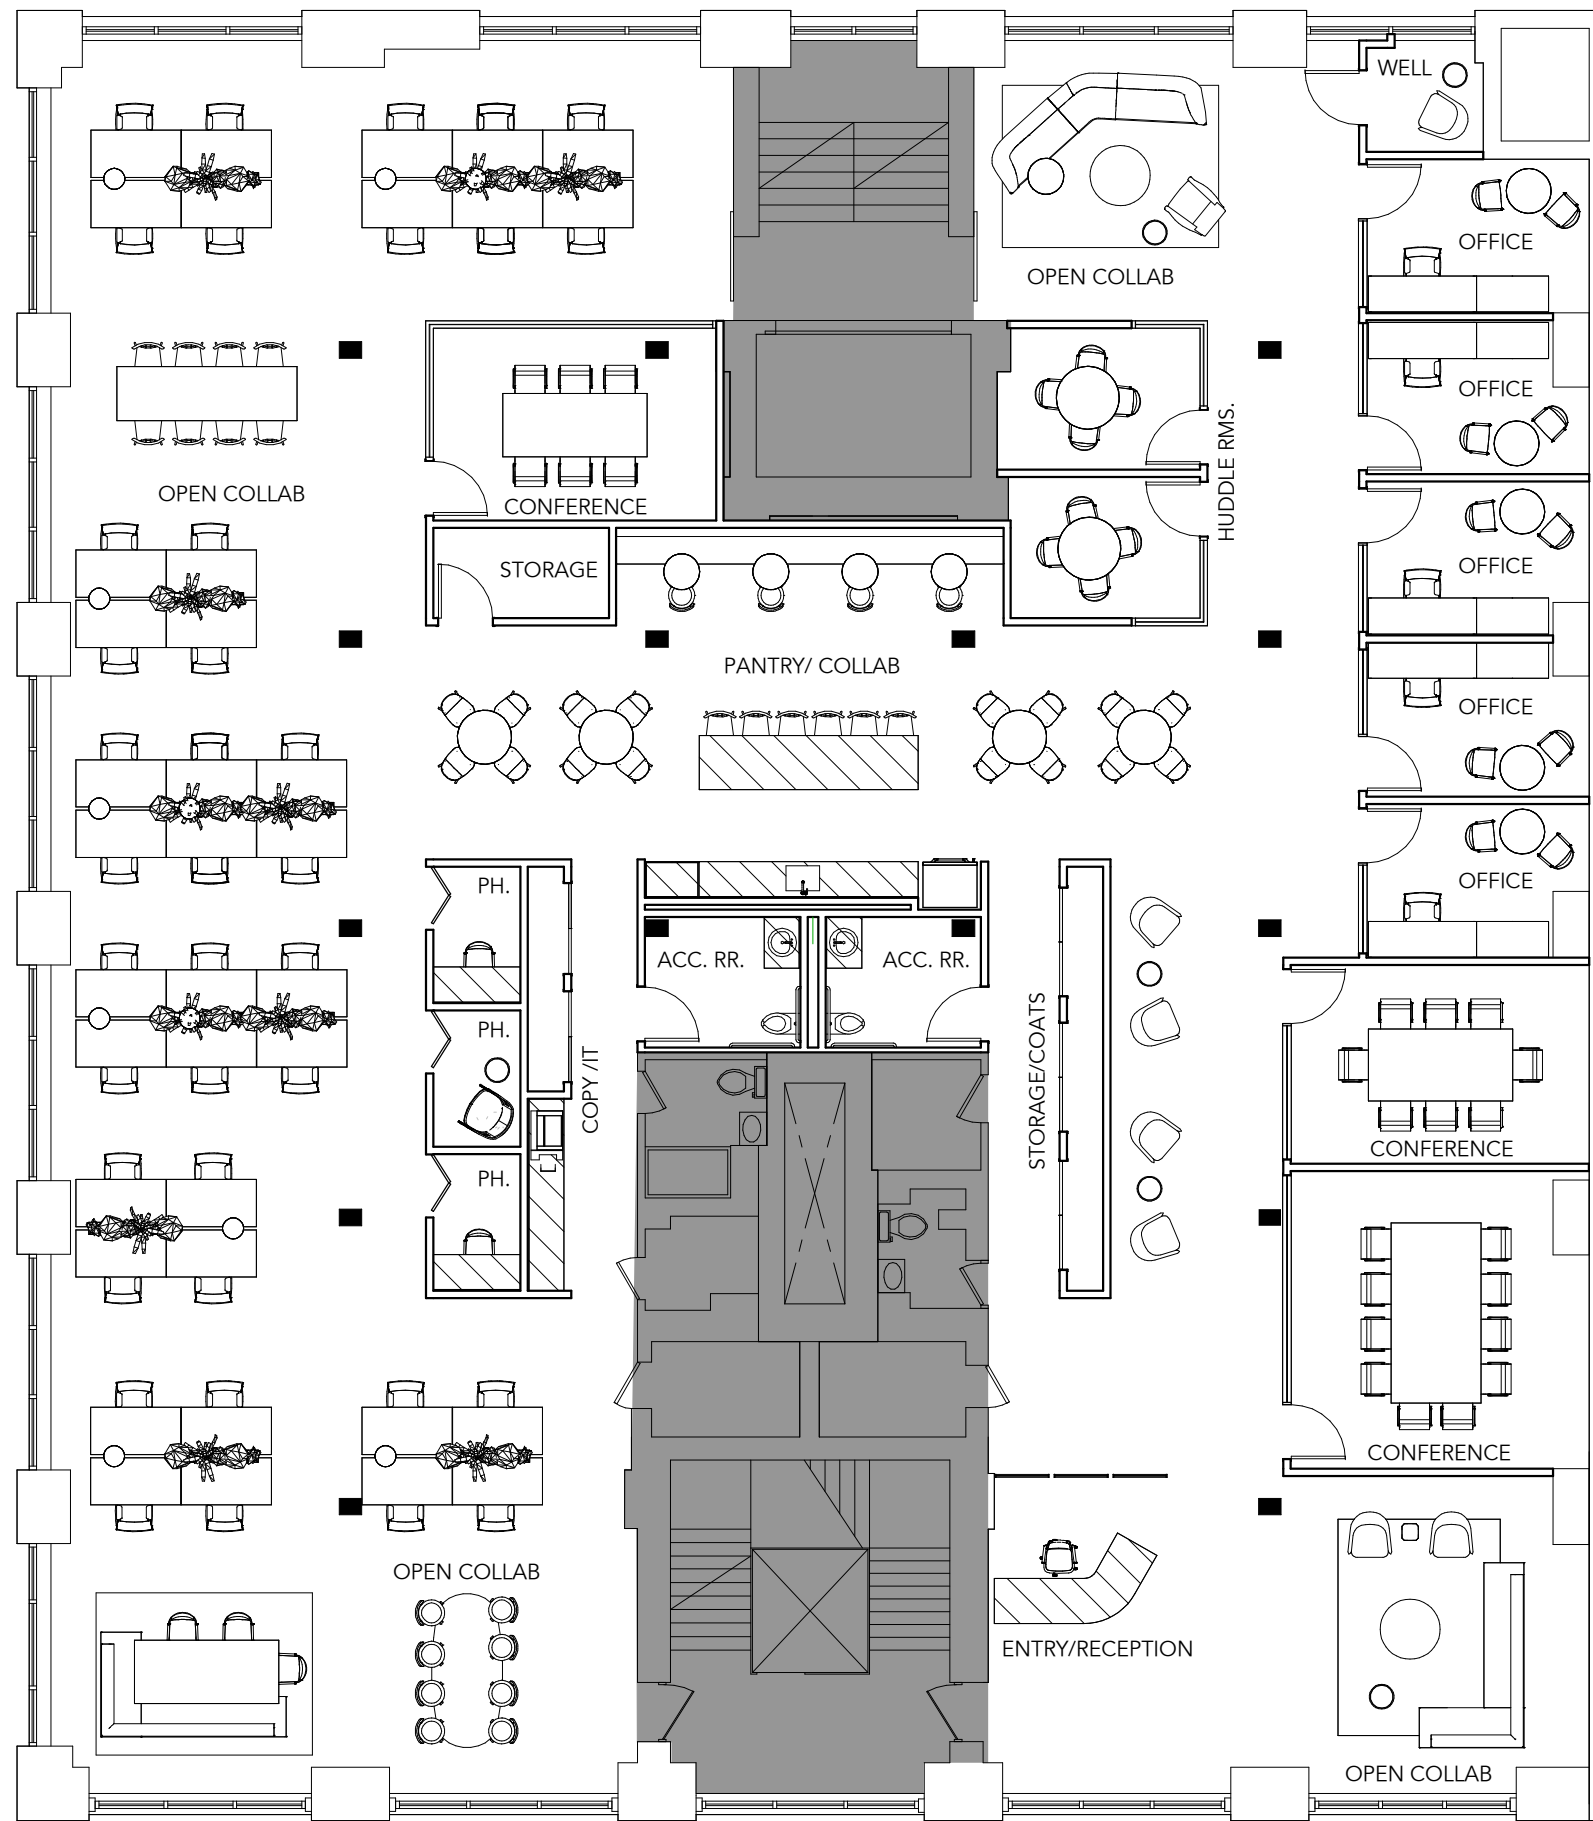 WELL
OFFICE
OPEN COLLAB
OFFICE
HUDDLE RMS.
OPEN COLLAB
CONFERENCE
STORAGE
OFFICE
PANTRY/ COLLAB
OFFICE
PH.
OFFICE
ACC. RR.
ACC. RR.
PH.
COPY /IT
STORAGE/COATS
CONFERENCE
PH.
CONFERENCE
OPEN COLLAB
ENTRY/RECEPTION
OPEN COLLAB